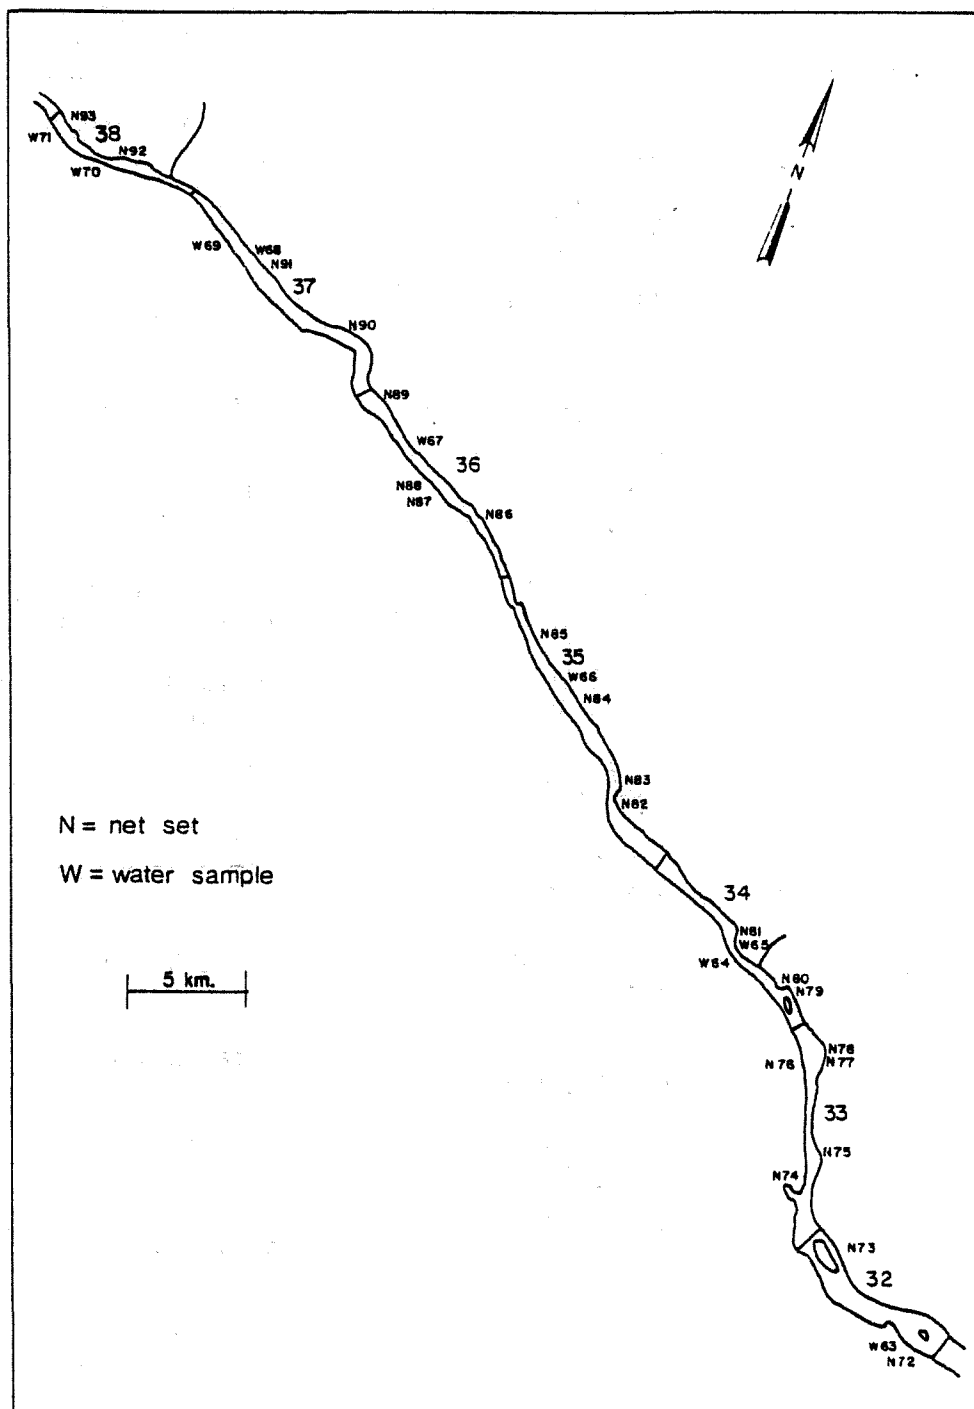 N93
38
W71
N92
W70
N
W69
W68
N91
37
N90
N89
W67
36
N88
N87
N86
N85
35
W66
N84
N83
N82
N = net set
W = water sample
34
N81
W65
W64
5 km.
N80
N79
N78
N76
N77
33
N75
N74
N73
32
W63
N72